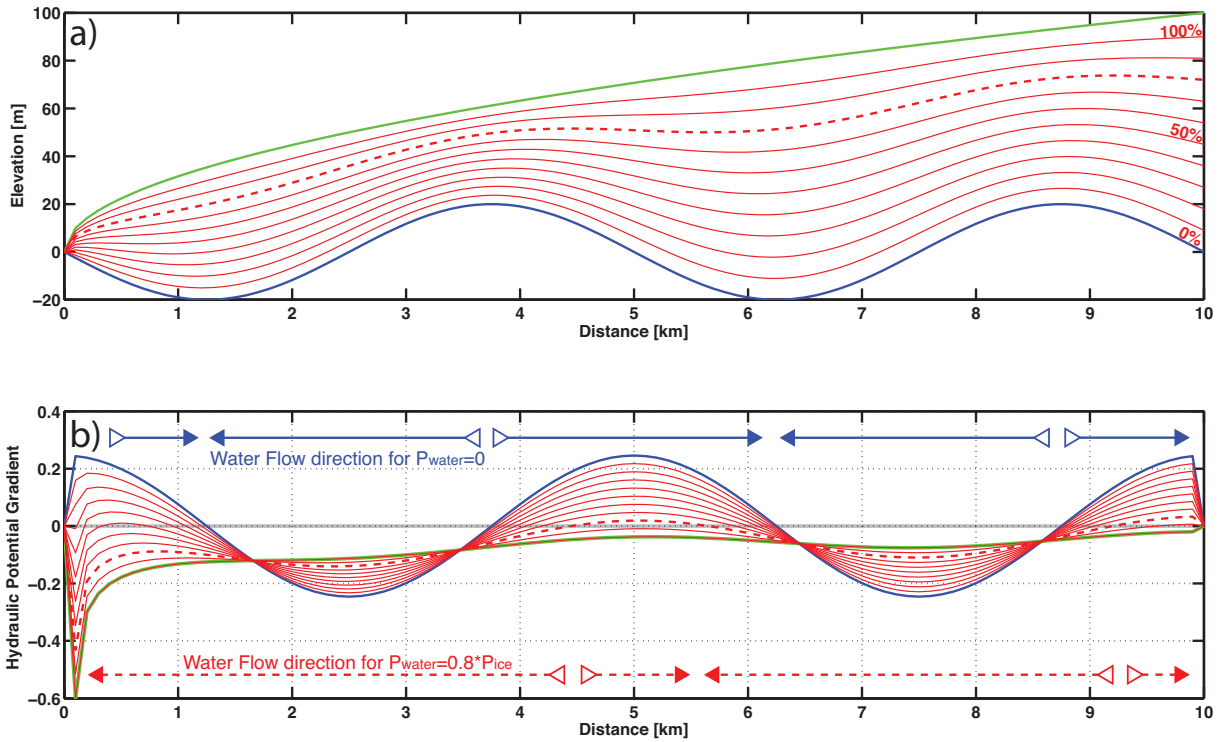 a)
100
80
60
40
20
0
−20
Elevation [m]
100%
50%
0%
0 1 2 3 4 5 6 7 8 9 10
Distance [km]
b)
0.4
0.2
0
−0.2
−0.4
−0.6
Hydraulic Potential Gradient
Water Flow direction for Pwater=0
Water Flow direction for Pwater=0.8*Pice
0 1 2 3 4 5 6 7 8 9 10
Distance [km]